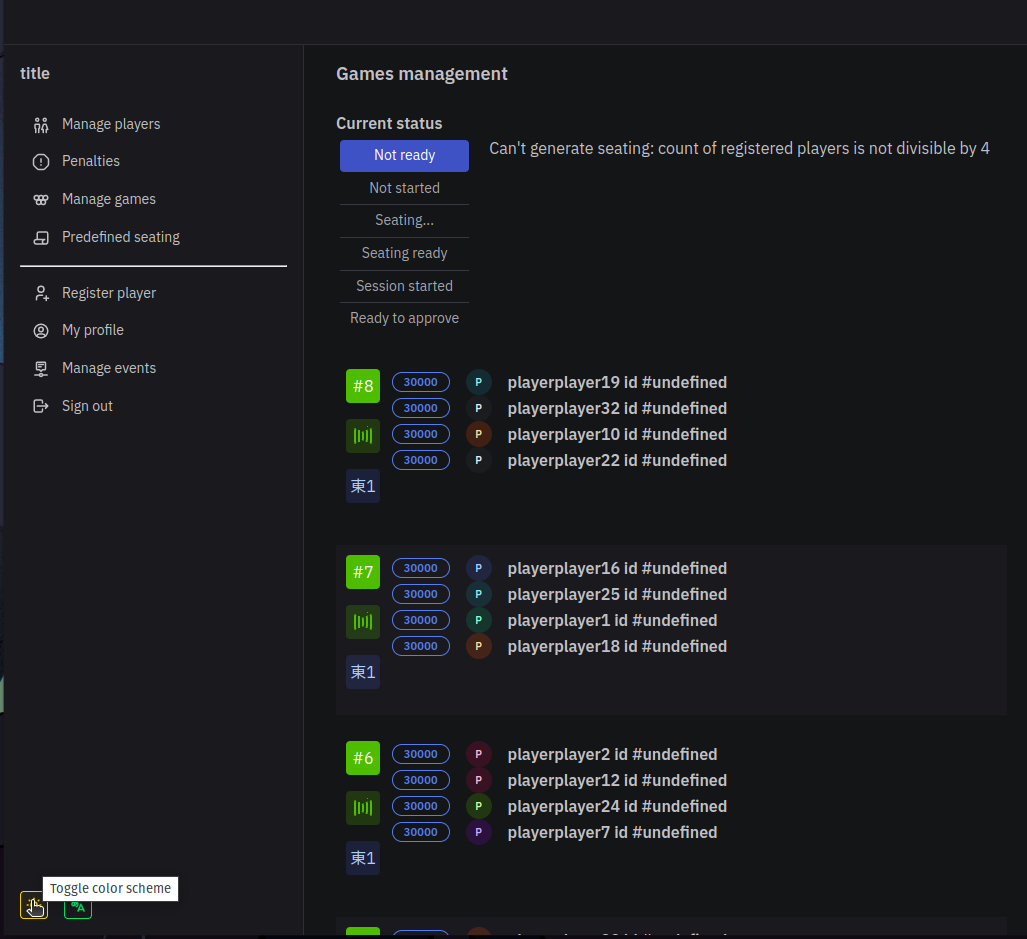 title
Manage players
Penalties
Manage games
Predefined seating
Register player
My profile
Manage events
Sign out
Toggle color scheme
Games management
Current status
Not ready
Can't generate seating: count of registered players is not divisible by 4
Not started
Seating...
Seating ready
Session started
Ready to approve
#8
30000 P playerplayer19 id #undefined
30000 P playerplayer32 id #undefined
30000 P playerplayer10 id #undefined
30000 P playerplayer22 id #undefined
東1
#7
30000 P playerplayer16 id #undefined
30000 P playerplayer25 id #undefined
30000 P playerplayer1 id #undefined
30000 P playerplayer18 id #undefined
東1
#6
30000 P playerplayer2 id #undefined
30000 P playerplayer12 id #undefined
30000 P playerplayer24 id #undefined
30000 P playerplayer7 id #undefined
東1